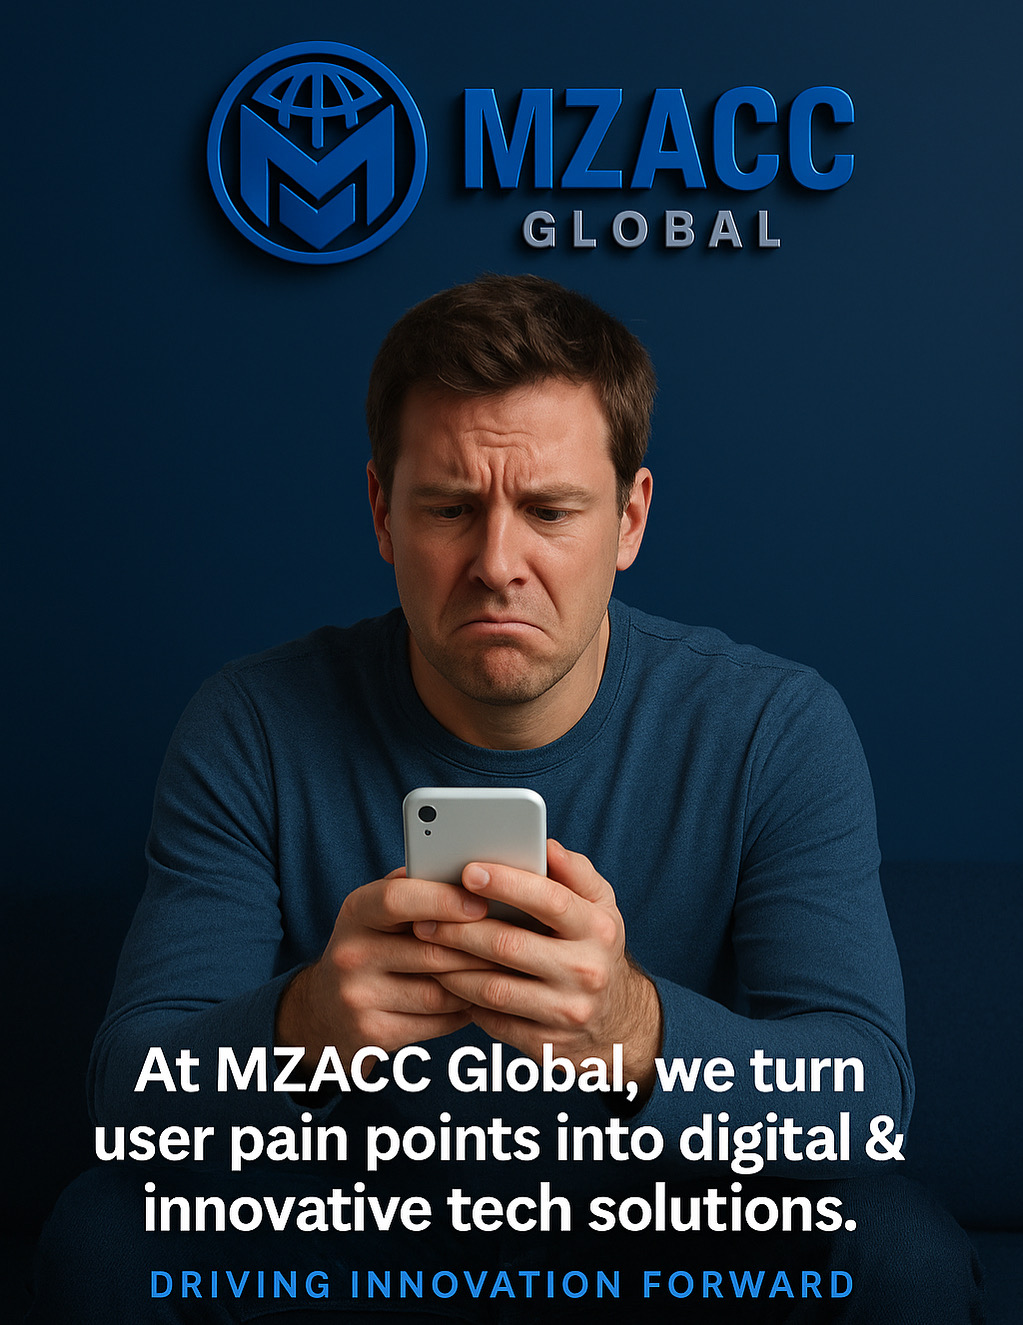 MZACC
GLOBAL
At MZACC Global, we turn
user pain points into digital &
innovative tech solutions.
DRIVING INNOVATION FORWARD